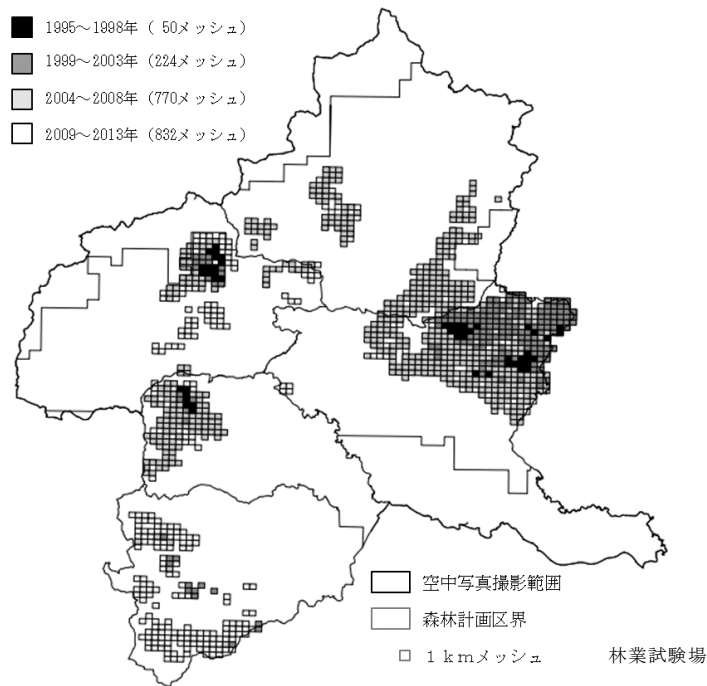 1995～1998年（ 50メッシュ）
1999～2003年（224メッシュ）
2004～2008年（770メッシュ）
2009～2013年（832メッシュ）
空中写真撮影範囲
森林計画区界
１ｋｍメッシュ
林業試験場